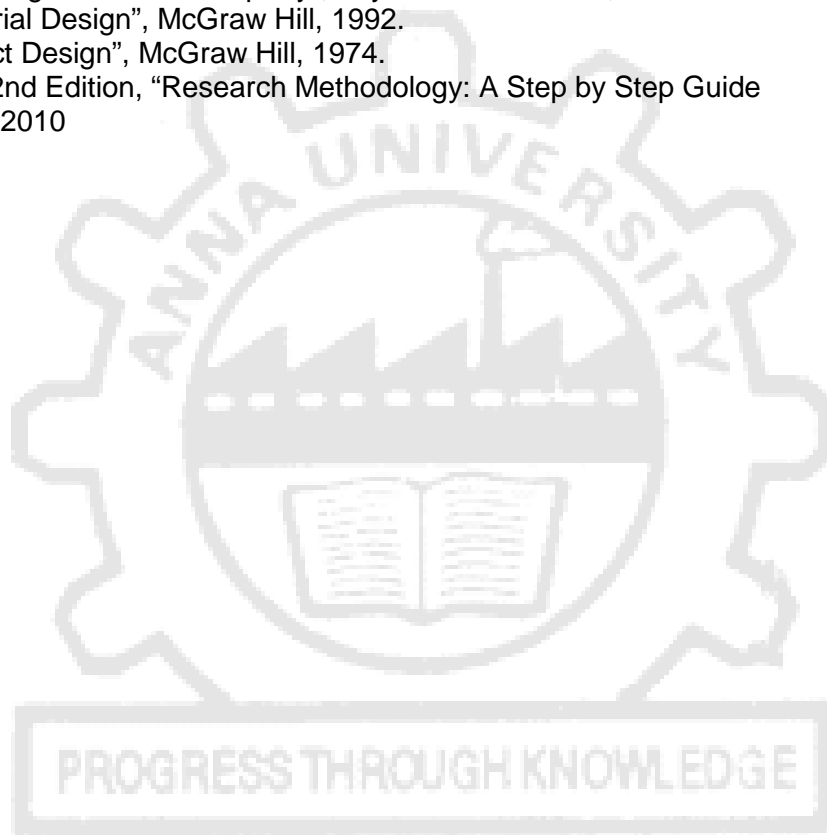 rial Design”, McGraw Hill, 1992.
ct Design”, McGraw Hill, 1974.
2nd Edition, “Research Methodology: A Step by Step Guide
2010
ANNA UNIVERSITY
PROGRESS THROUGH KNOWLEDGE